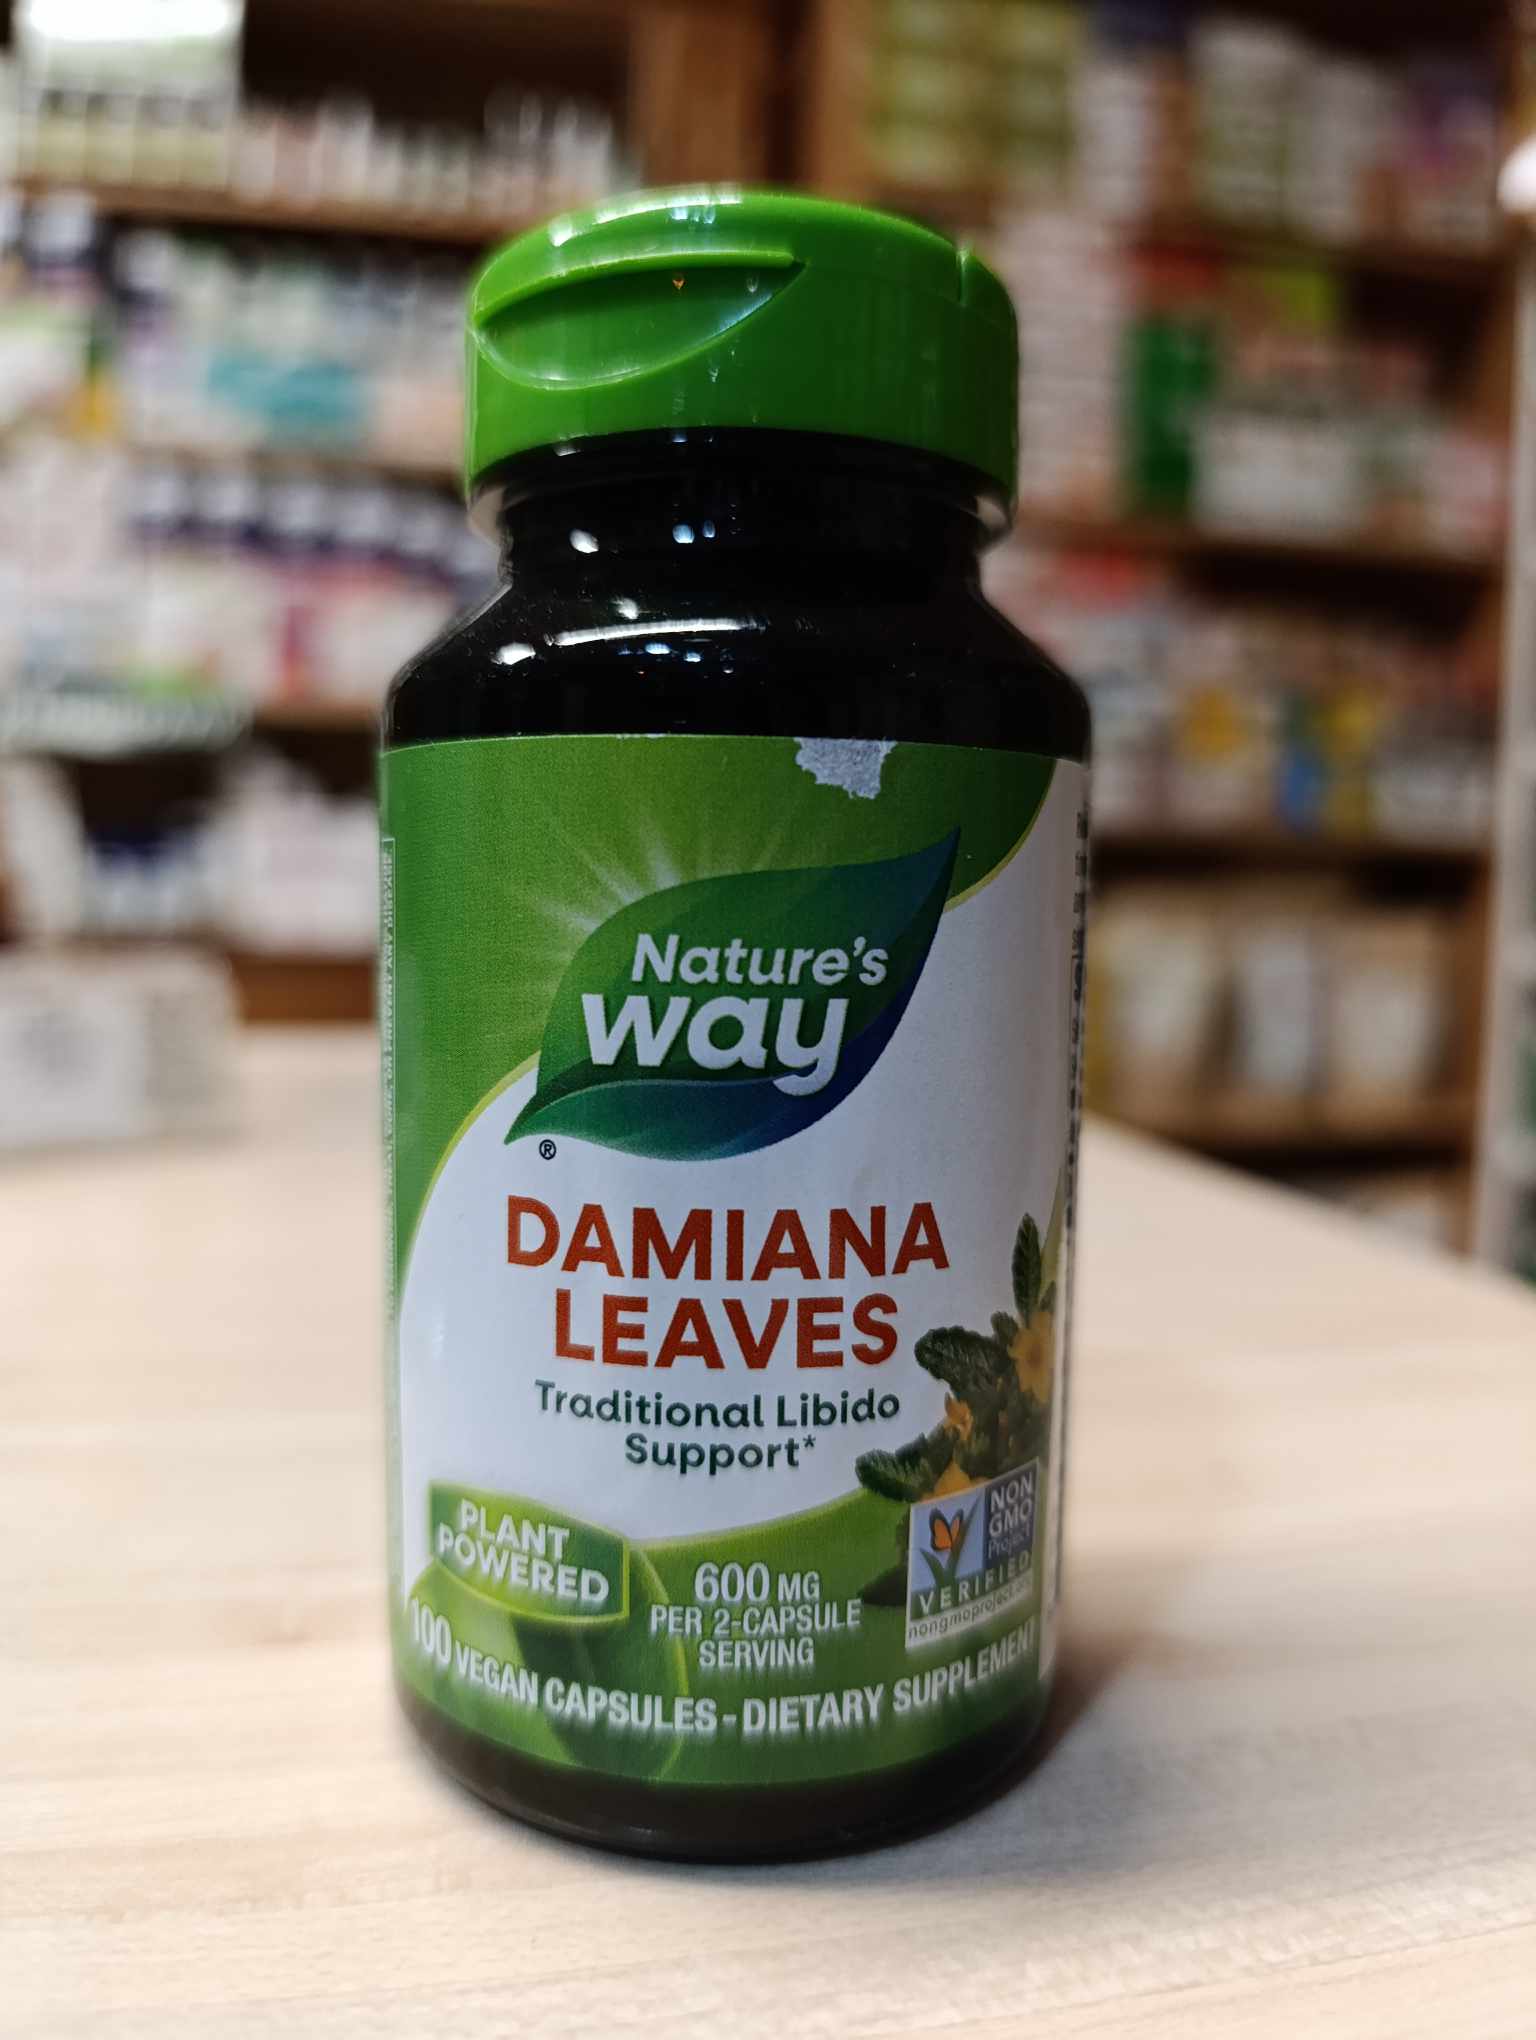 Nature's
way
®
DAMIANA
LEAVES
Traditional Libido
Support*
PLANT
POWERED
600 MG
PER 2-CAPSULE
SERVING
NON
GMO
Project
VERIFIED
nongmoproject.org
100 VEGAN CAPSULES - DIETARY SUPPLEMENT